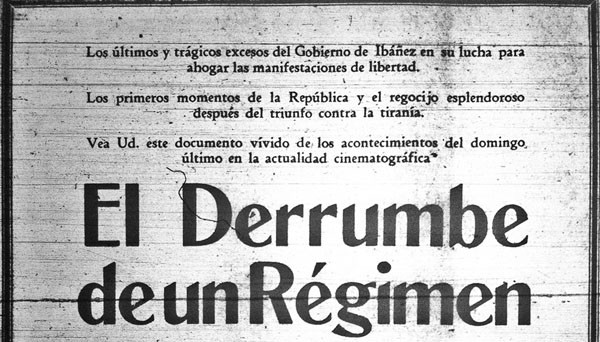 Los últimos y trágicos excesos del Gobierno de Ibáñez en su lucha para
ahogar las manifestaciones de libertad.
Los primeros momentos de la República y el regocijo esplendoroso
después del triunfo contra la tiranía.
Vea Ud. este documento vívido de los acontecimientos del domingo
último en la actualidad cinematográfica
El Derrumbe
de un Régimen